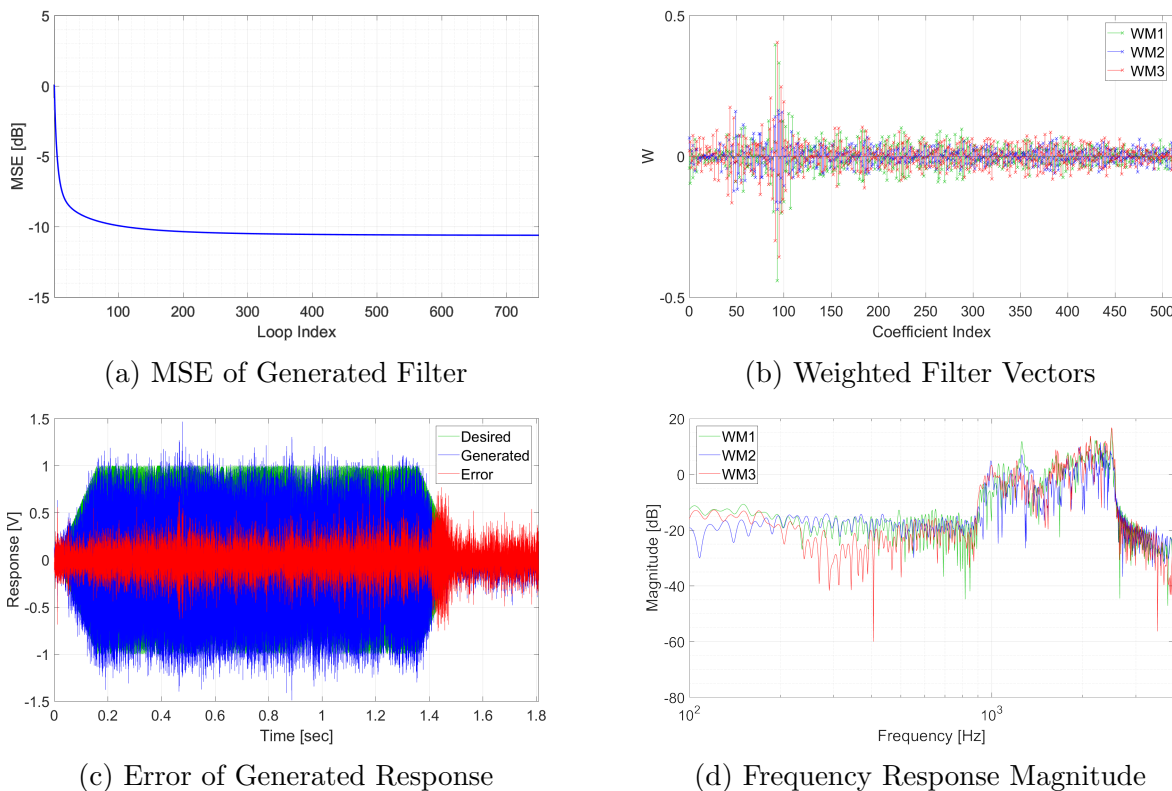 5
0
-5
-10
-15
MSE [dB]
100 200 300 400 500 600 700
Loop Index
(a) MSE of Generated Filter
0.5
0
-0.5
W
WM1
WM2
WM3
0 50 100 150 200 250 300 350 400 450 500
Coefficient Index
(b) Weighted Filter Vectors
1.5
1
0.5
0
-0.5
-1
-1.5
Response [V]
Desired
Generated
Error
0 0.2 0.4 0.6 0.8 1 1.2 1.4 1.6 1.8
Time [sec]
(c) Error of Generated Response
20
0
-20
-40
-60
-80
Magnitude [dB]
WM1
WM2
WM3
10² 10³
Frequency [Hz]
(d) Frequency Response Magnitude